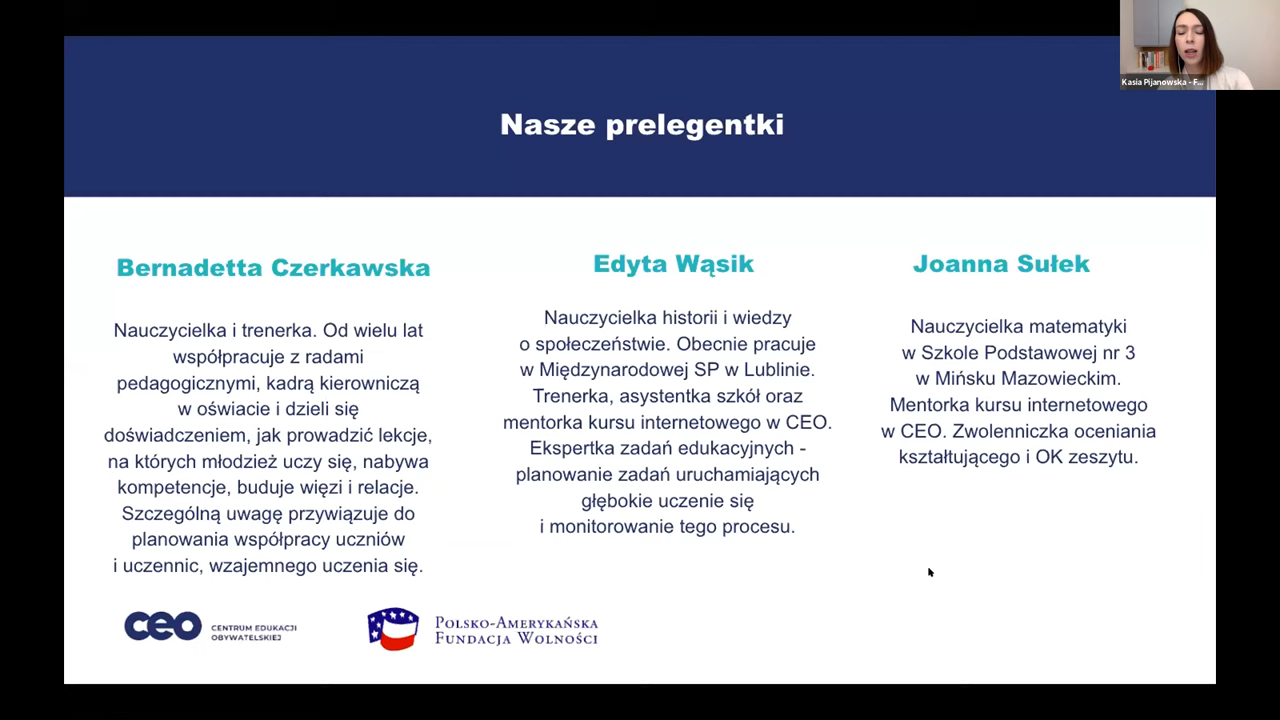 Kasia Pijanowska - F...
Nasze prelegentki
Bernadetta Czerkawska
Nauczycielka i trenerka. Od wielu lat
współpracuje z radami
pedagogicznymi, kadrą kierowniczą
w oświacie i dzieli się
doświadczeniem, jak prowadzić lekcje,
na których młodzież uczy się, nabywa
kompetencje, buduje więzi i relacje.
Szczególną uwagę przywiązuje do
planowania współpracy uczniów
i uczennic, wzajemnego uczenia się.
Edyta Wąsik
Nauczycielka historii i wiedzy
o społeczeństwie. Obecnie pracuje
w Międzynarodowej SP w Lublinie.
Trenerka, asystentka szkół oraz
mentorka kursu internetowego w CEO.
Ekspertka zadań edukacyjnych -
planowanie zadań uruchamiających
głębokie uczenie się
i monitorowanie tego procesu.
Joanna Sułek
Nauczycielka matematyki
w Szkole Podstawowej nr 3
w Mińsku Mazowieckim.
Mentorka kursu internetowego
w CEO. Zwolenniczka oceniania
kształtującego i OK zeszytu.
ceo
CENTRUM EDUKACJI
OBYWATELSKIEJ
POLSKO-AMERYKAŃSKA
FUNDACJA WOLNOŚCI